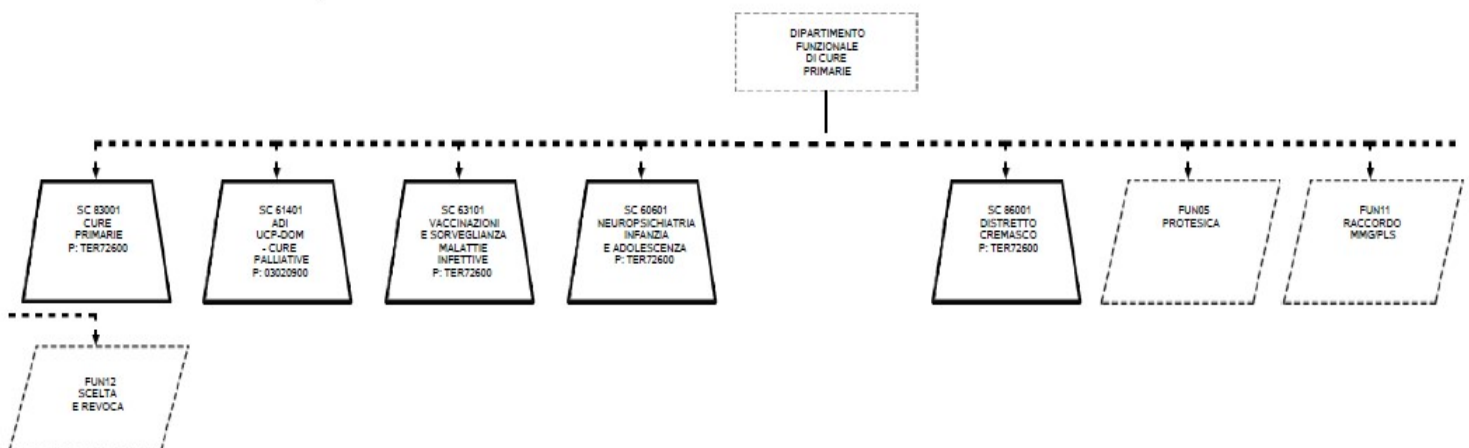 DIPARTIMENTO
FUNZIONALE
DI CURE
PRIMARIE
SC 83001
CURE
PRIMARIE
P: TER72600
SC 61401
ADI
UCP-DOM
- CURE
PALLIATIVE
P: 03020900
SC 63101
VACCINAZIONI
E SORVEGLIANZA
MALATTIE
INFETTIVE
P: TER72600
SC 60601
NEUROPSICHIATRIA
INFANZIA
E ADOLESCENZA
P: TER72600
SC 86001
DISTRETTO
CREMASCO
P: TER72600
FUN05
PROTESICA
FUN11
RACCORDO
MMG/PLS
FUN12
SCELTA
E REVOCA